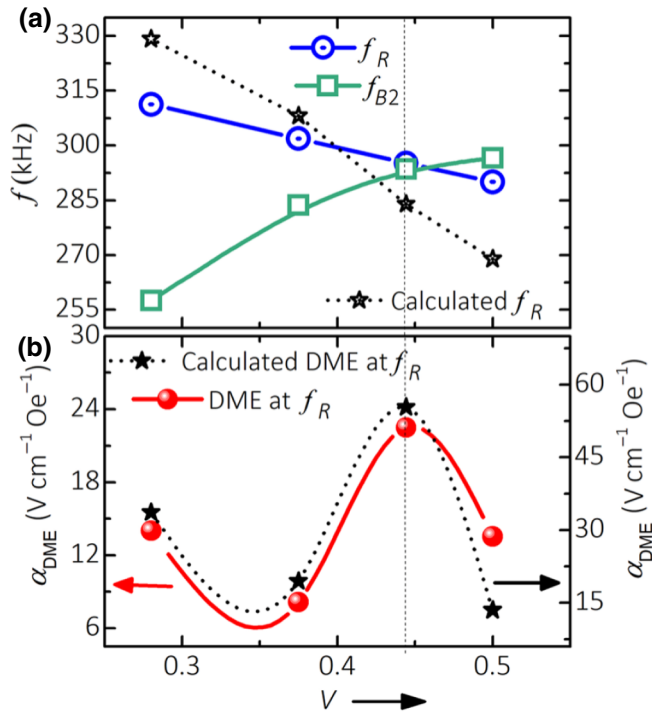 (a)
330
315
300
285
270
255
f (kHz)
f_R
f_B2
Calculated f_R
(b)
30
24
18
12
6
α_DME (V cm⁻¹ Oe⁻¹)
Calculated DME at f_R
DME at f_R
60
45
30
15
α_DME (V cm⁻¹ Oe⁻¹)
0.3 0.4 0.5
V